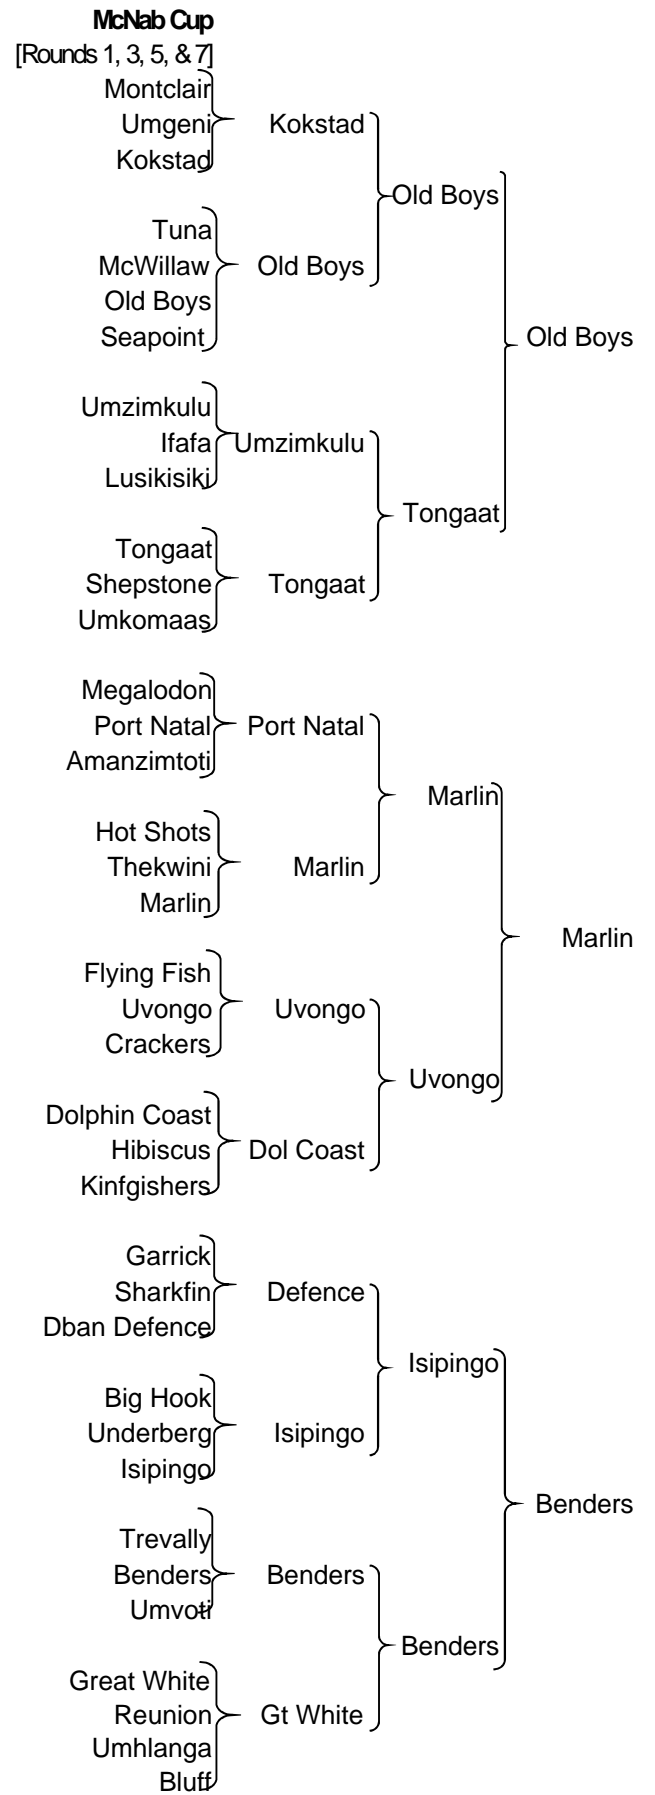 McNab Cup
[Rounds 1, 3, 5, & 7]
Montclair
Umgeni
Kokstad
Kokstad
Old Boys
Tuna
McWillaw
Old Boys
Old Boys
Seapoint
Old Boys
Umzimkulu
Ifafa
Umzimkulu
Lusikisiki
Tongaat
Tongaat
Shepstone
Tongaat
Umkomaas
Megalodon
Port Natal
Port Natal
Amanzimtoti
Marlin
Hot Shots
Thekwini
Marlin
Marlin
Marlin
Flying Fish
Uvongo
Uvongo
Crackers
Uvongo
Dolphin Coast
Hibiscus
Dol Coast
Kinfgishers
Garrick
Sharkfin
Defence
Dban Defence
Isipingo
Big Hook
Underberg
Isipingo
Isipingo
Benders
Trevally
Benders
Benders
Umvoti
Benders
Great White
Reunion
Gt White
Umhlanga
Bluff